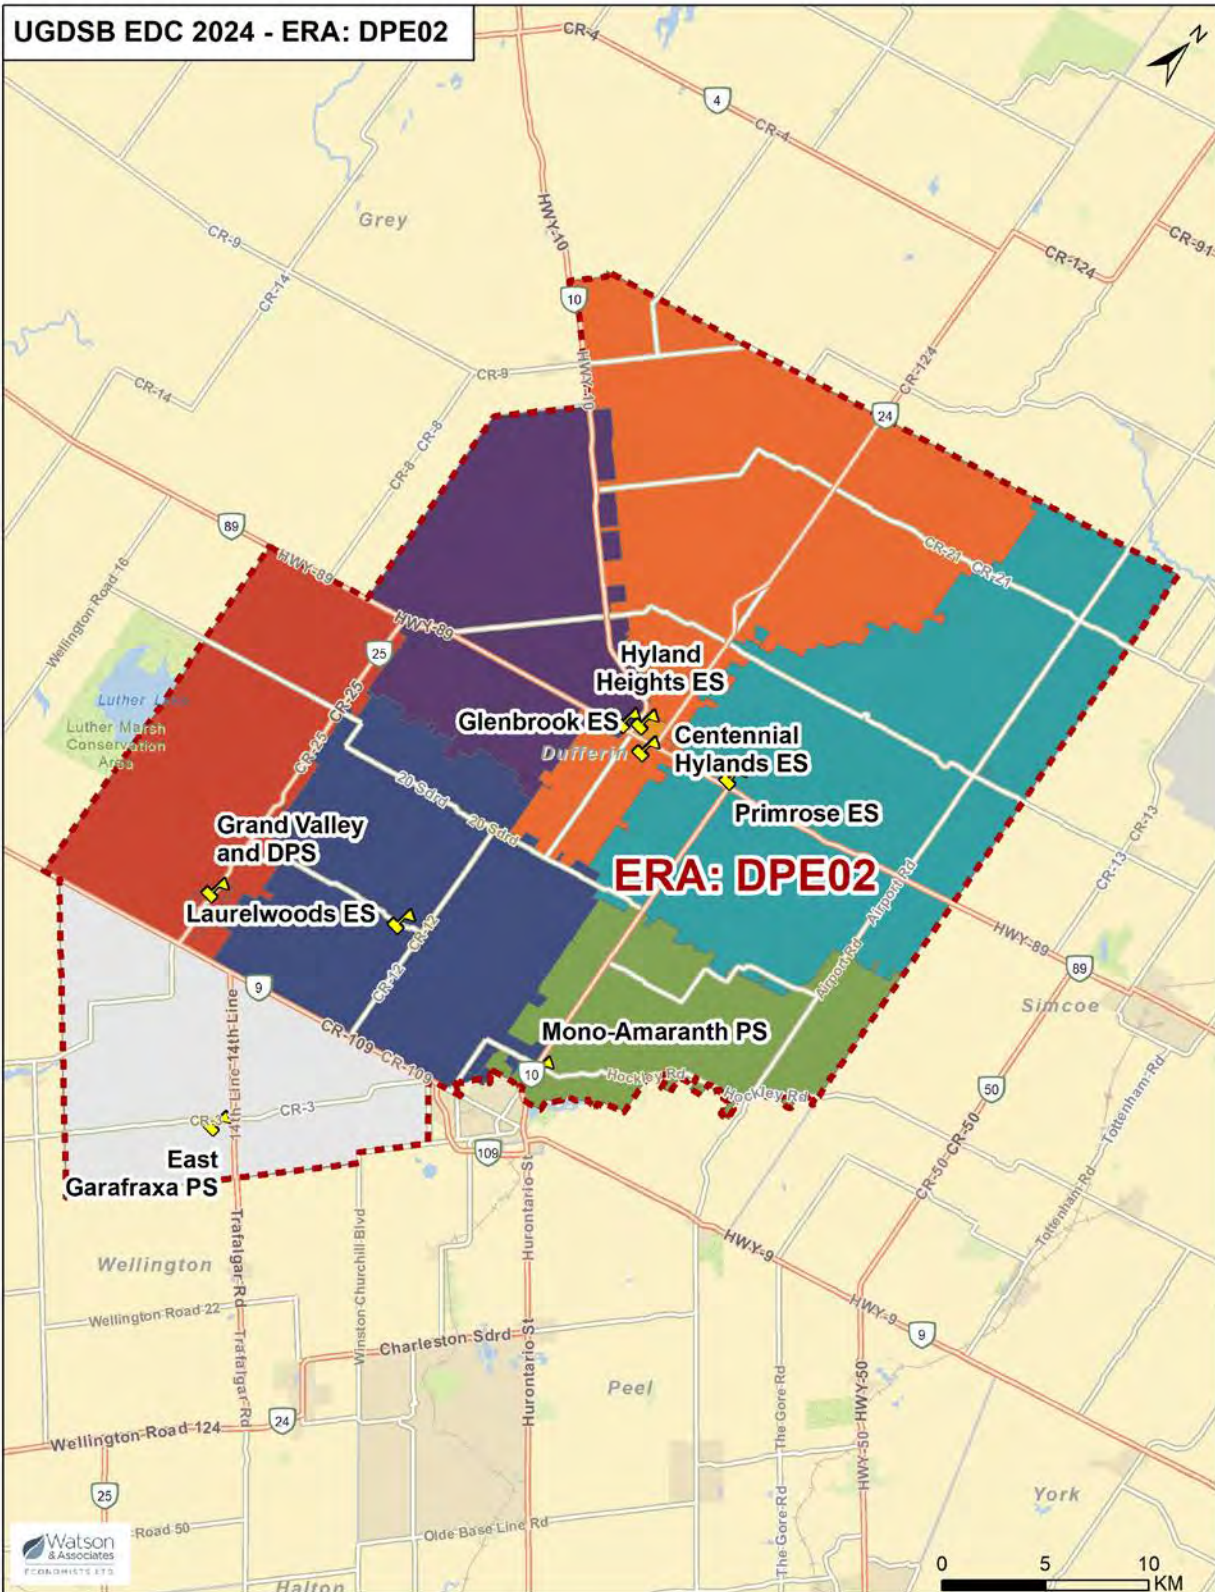 UGDSB EDC 2024 - ERA: DPE02
N
CR-4
4
CR-4
HWY-10
Grey
CR-9
CR-14
CR-91
CR-124
10
HWY-10
CR-9
CR-14
CR-124
24
CR-8
CR-8
89
HWY-89
CR-21
CR-21
Wellington Road 16
HWY-89
25
Hyland
Heights ES
Luther
Luther Marsh
Conservation
Area
CR-25
CR-25
Glenbrook ES
Dufferin
Centennial
Hylands ES
20 Sdrd
20 Sdrd
Primrose ES
Grand Valley
and DPS
CR-13
CR-13
ERA: DPE02
Laurelwoods ES
CR-12
CR-12
Airport Rd
Airport Rd
HWY-89
89
Simcoe
9
14th Line
14th Line
CR-109
CR-109
Mono-Amaranth PS
10
Hockley Rd
Hockley Rd
50
Tottenham Rd
Tottenham Rd
CR-3
CR-3
East
Garafraxa PS
109
CR-50
CR-50
Wellington
Trafalgar Rd
Trafalgar Rd
Winston Churchill Blvd
Hurontario St
Hurontario St
HWY-9
HWY-9
9
Wellington Road 22
Charleston Sdrd
Peel
The Gore Rd
The Gore Rd
HWY-50
HWY-50
24
Wellington Road 124
25
Road 50
Olde Base Line Rd
York
Watson
& Associates
ECONOMISTS LTD.
Halton
0 5 10
KM